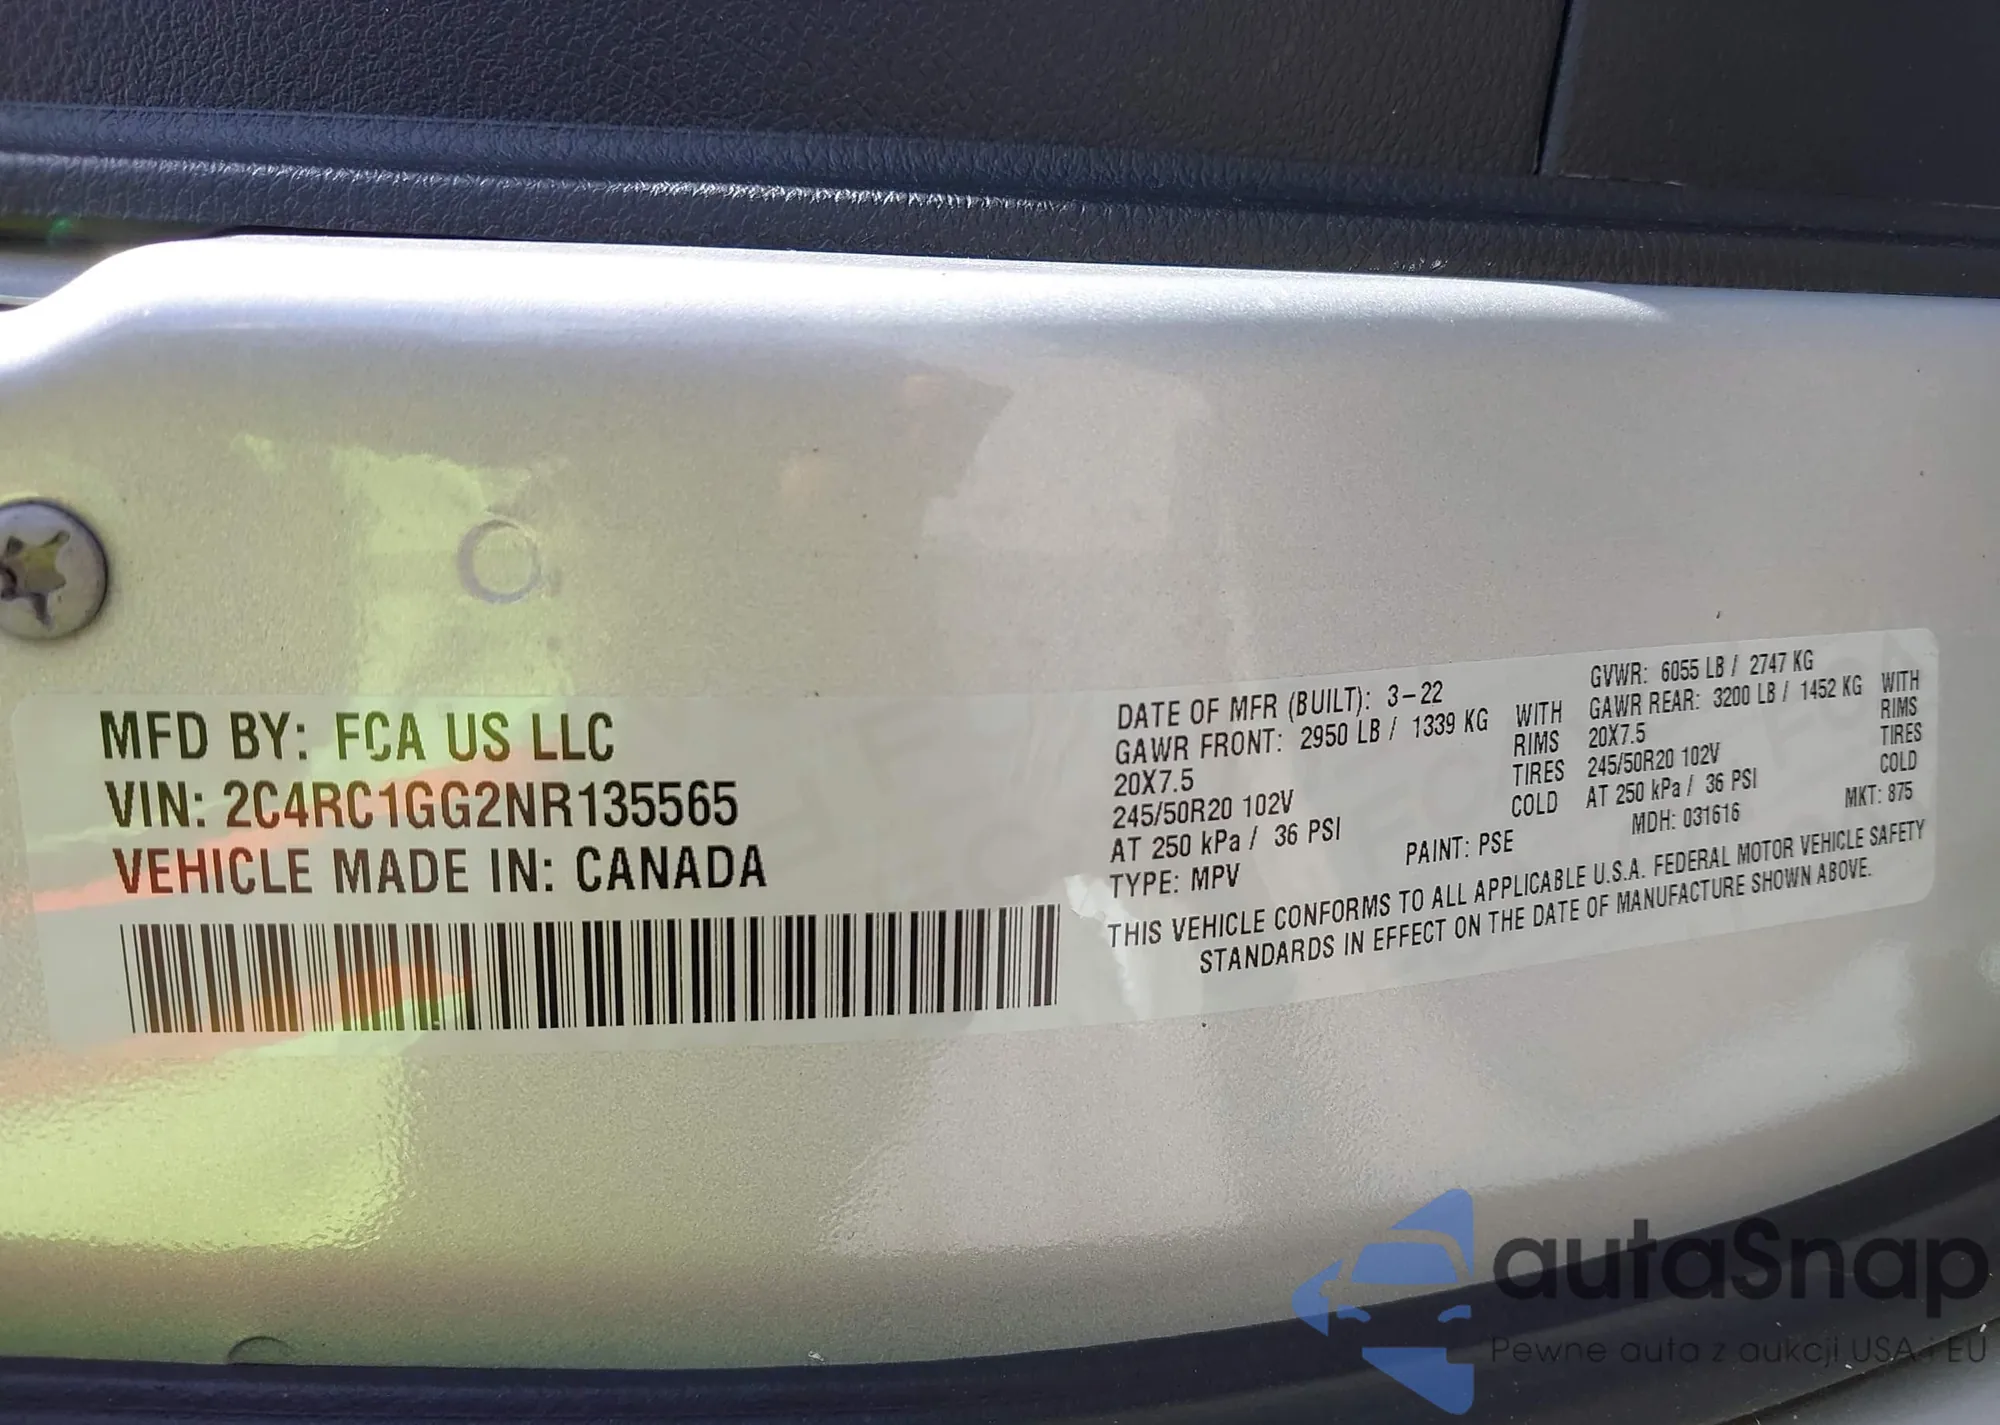 MFD BY: FCA US LLC
VIN: 2C4RC1GG2NR135565
VEHICLE MADE IN: CANADA
DATE OF MFR (BUILT): 3-22 GVWR: 6055 LB / 2747 KG
GAWR FRONT: 2950 LB / 1339 KG WITH GAWR REAR: 3200 LB / 1452 KG WITH
20X7.5 RIMS 20X7.5 RIMS
245/50R20 102V TIRES 245/50R20 102V TIRES
AT 250 kPa / 36 PSI COLD AT 250 kPa / 36 PSI COLD
TYPE: MPV PAINT: PSE MDH: 031616 MKT: 875
THIS VEHICLE CONFORMS TO ALL APPLICABLE U.S.A. FEDERAL MOTOR VEHICLE SAFETY
STANDARDS IN EFFECT ON THE DATE OF MANUFACTURE SHOWN ABOVE.
autaSnap
Pewne auta z aukcji USA i EU